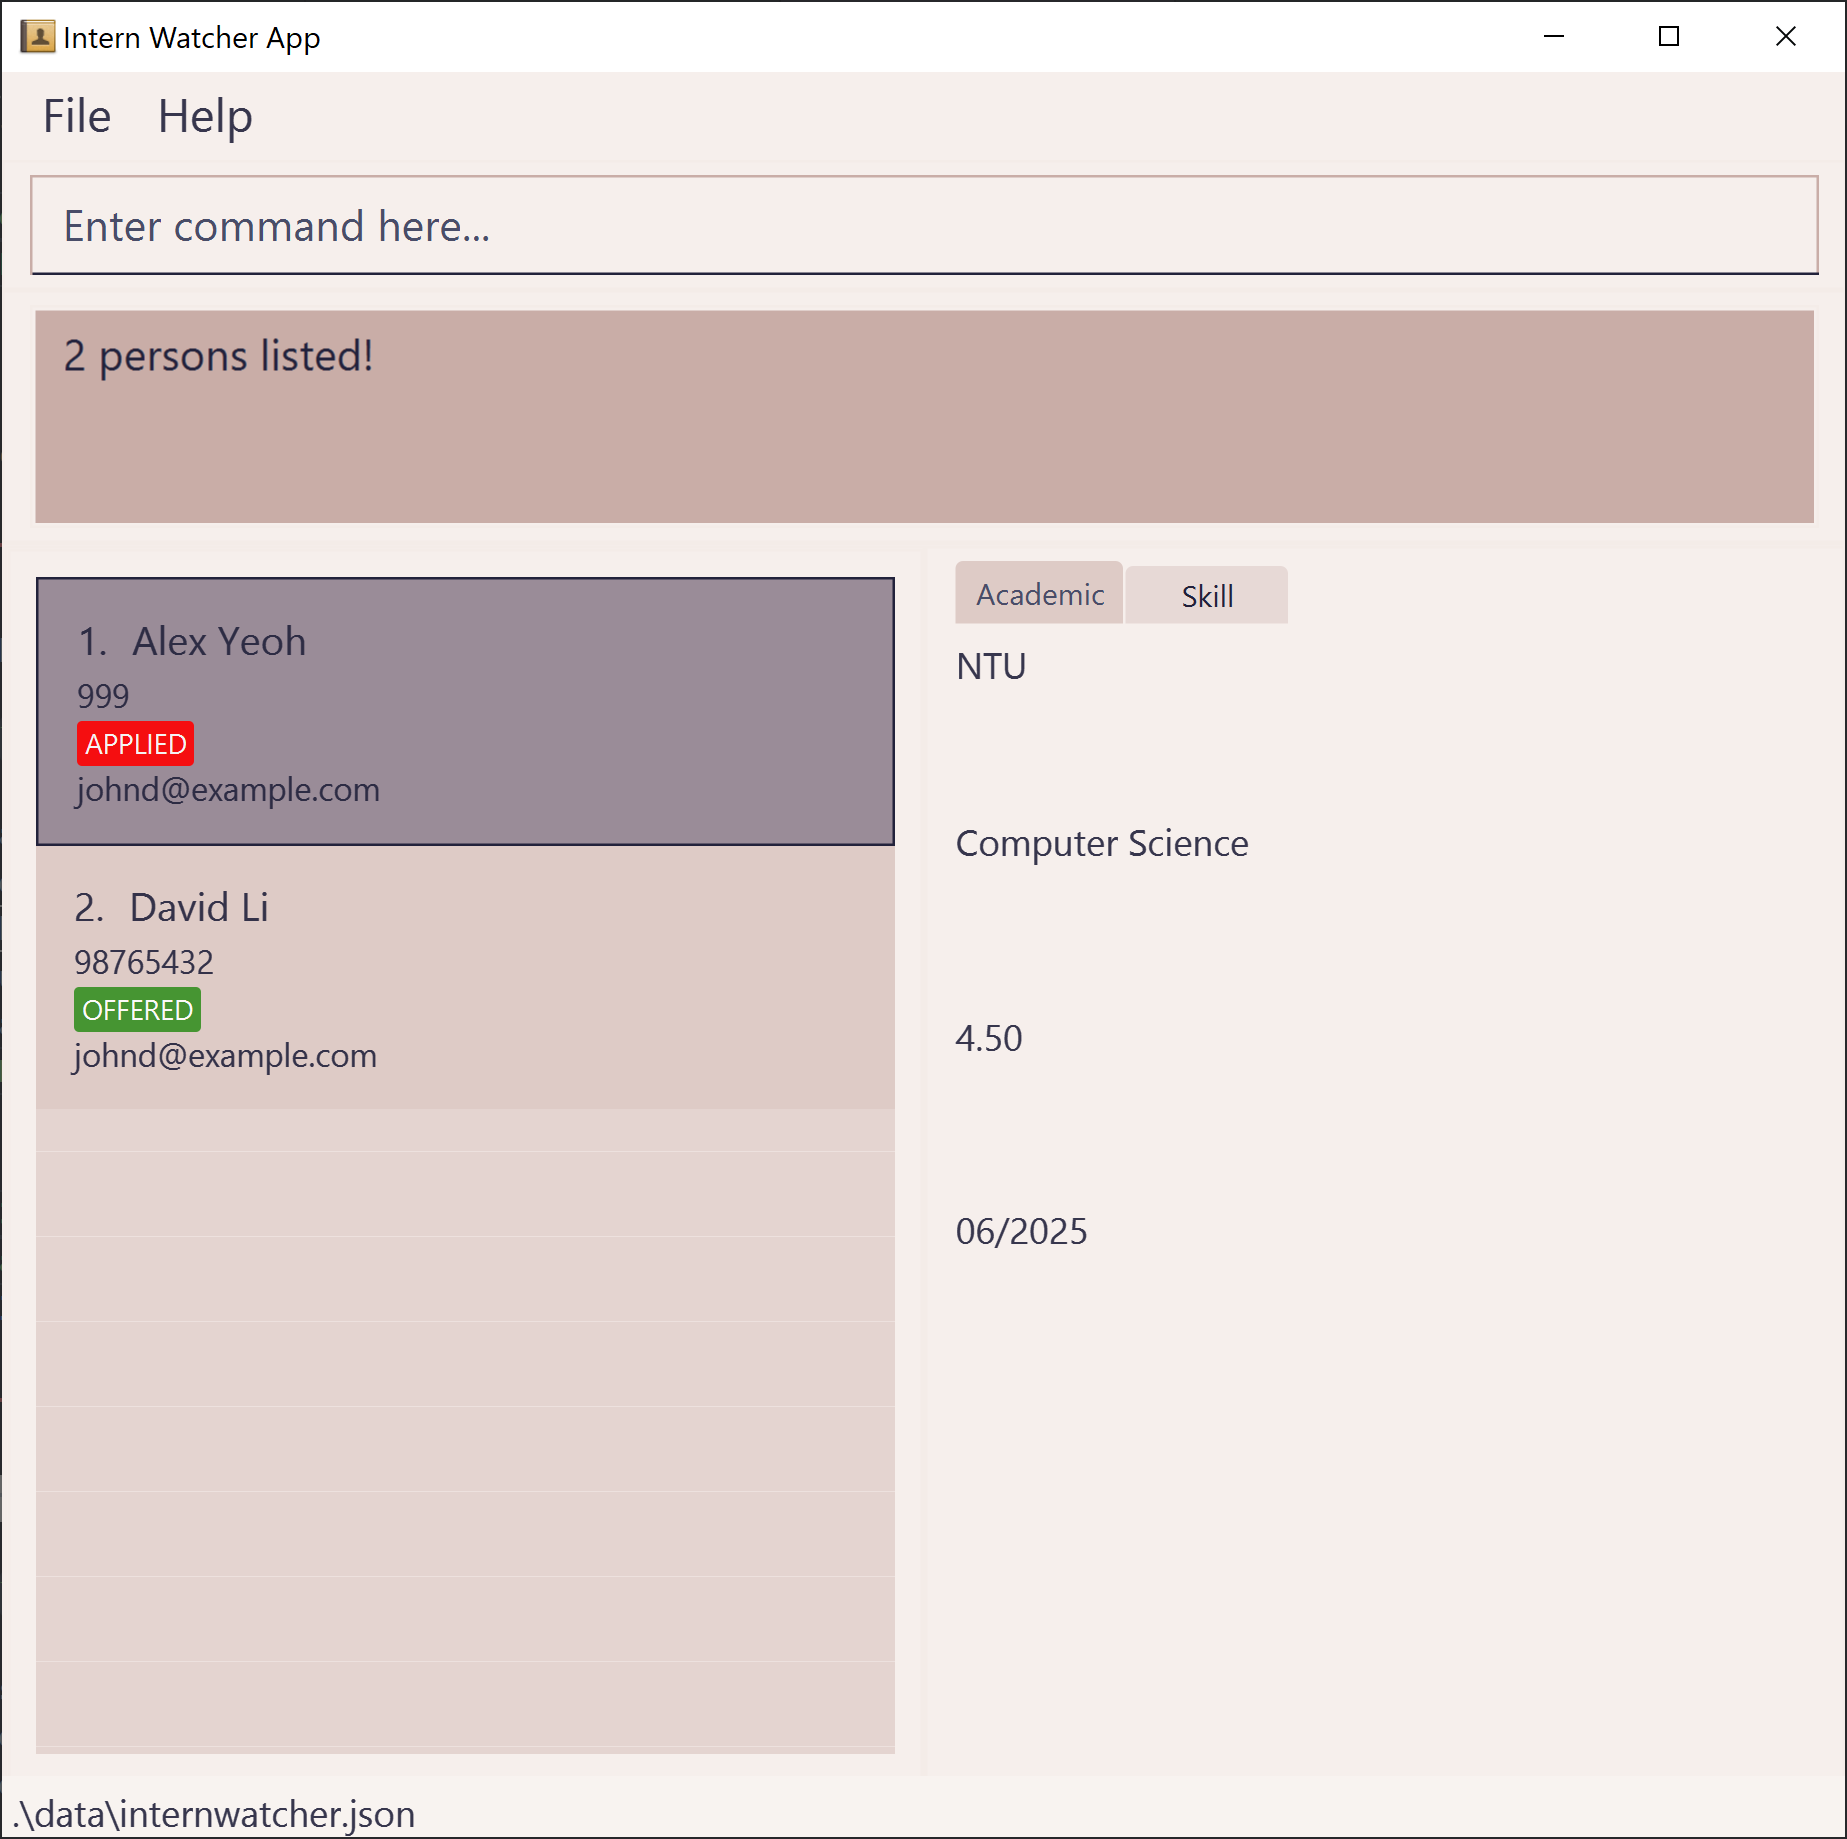 Intern Watcher App
File Help
Enter command here...
2 persons listed!
1. Alex Yeoh
999
APPLIED
johnd@example.com
2. David Li
98765432
OFFERED
johnd@example.com
Academic Skill
NTU
Computer Science
4.50
06/2025
.\data\internwatcher.json